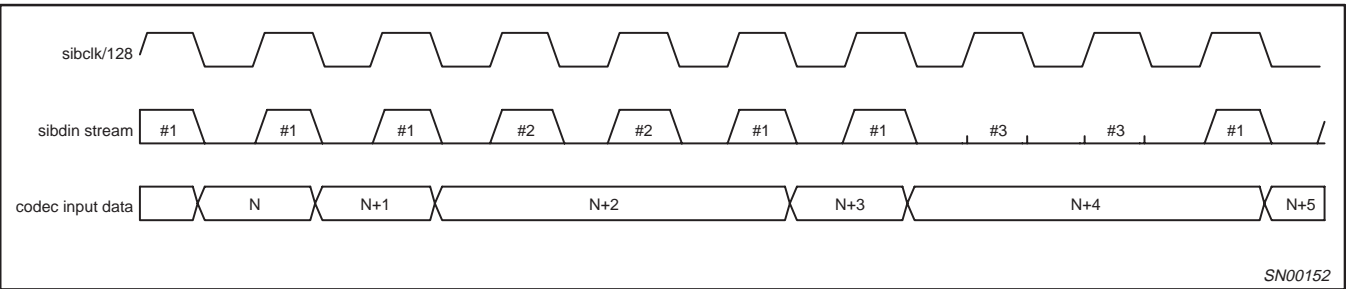 sibclk/128
sibdin stream #1 #1 #1 #2 #2 #1 #1 #3 #3 #1
codec input data N N+1 N+2 N+3 N+4 N+5
SN00152